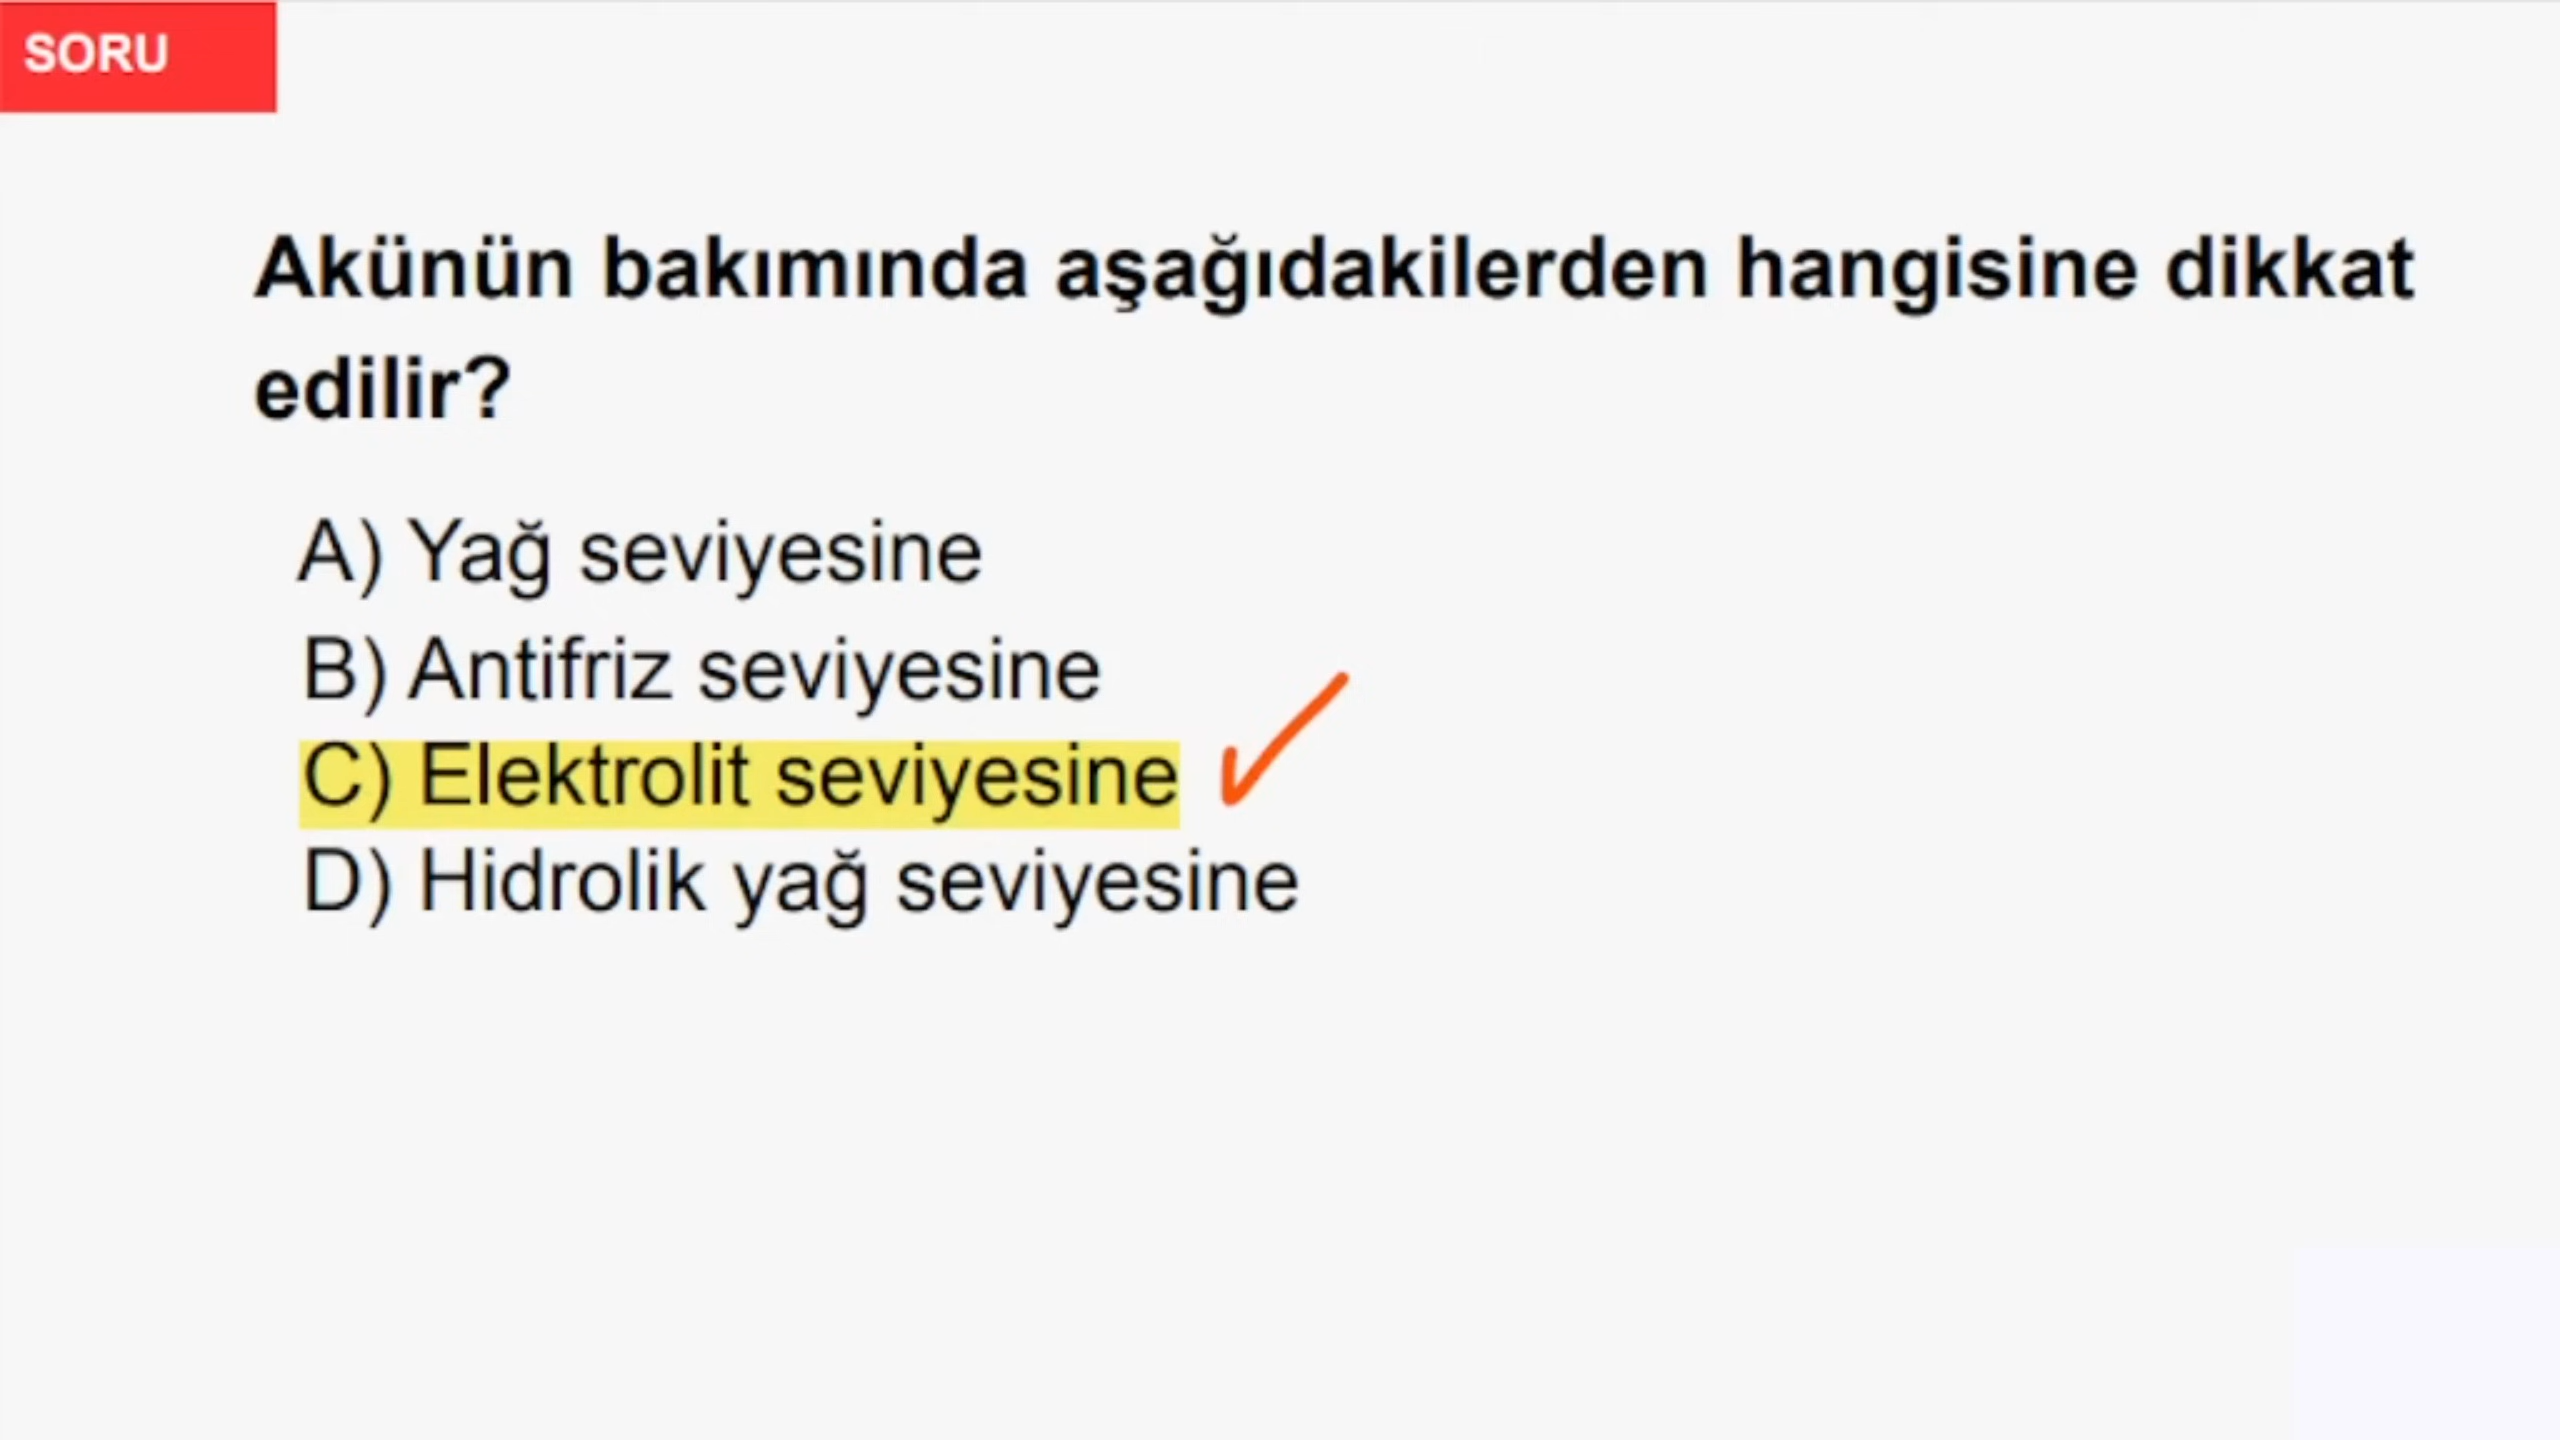 SORU
Akünün bakımında aşağıdakilerden hangisine dikkat
edilir?
A) Yağ seviyesine
B) Antifriz seviyesine
C) Elektrolit seviyesine
D) Hidrolik yağ seviyesine